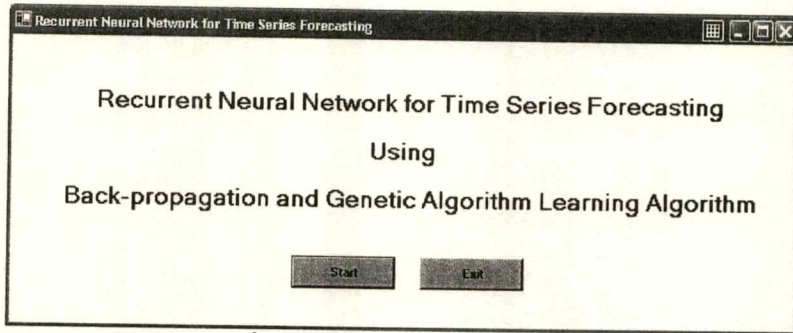 Recurrent Neural Network for Time Series Forecasting
Recurrent Neural Network for Time Series Forecasting
Using
Back-propagation and Genetic Algorithm Learning Algorithm
Start Exit